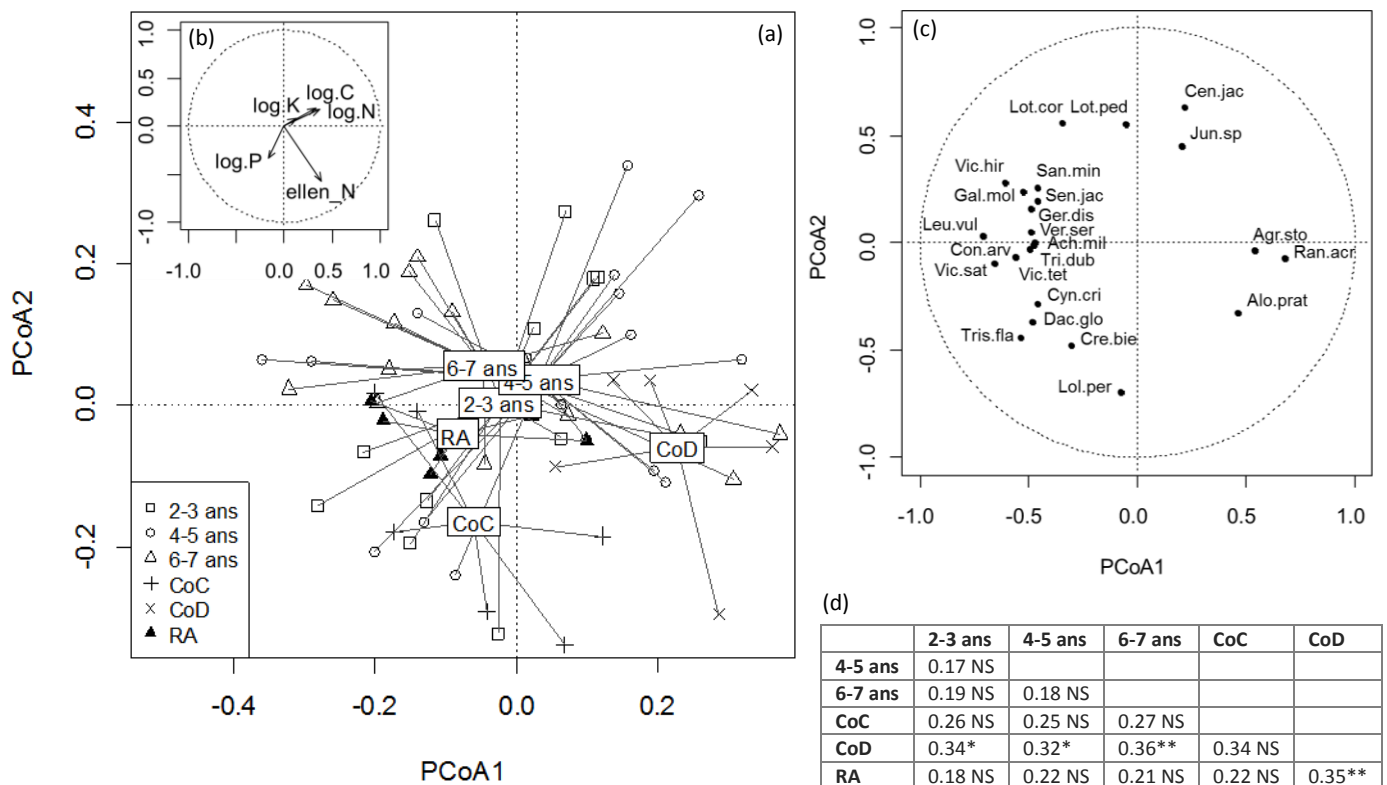 (a)
PCoA2
0.4
0.2
0.0
-0.2
-0.4 -0.2 0.0 0.2
PCoA1
6-7 ans
4-5 ans
2-3 ans
RA
CoD
CoC
2-3 ans
4-5 ans
6-7 ans
CoC
CoD
RA
(b)
1.0
0.5
0.0
-1.0
-1.0 0.0 0.5 1.0
log.C
log.K
log.N
log.P
ellen_N
(c)
PCoA2
1.0
0.5
0.0
-0.5
-1.0
-1.0 -0.5 0.0 0.5 1.0
PCoA1
Cen.jac
Lot.cor Lot.ped
Jun.sp
Vic.hir San.min
Gal.mol Sen.jac
Ger.dis
Leu.vul Ver.ser
Con.arv Ach.mil
Agr.sto
Ran.acr
Vic.sat Tri.dub
Vic.tet
Cyn.cri Alo.prat
Dac.glo
Tris.fla Cre.bie
Lol.per
(d)
2-3 ans 4-5 ans 6-7 ans CoC CoD
4-5 ans 0.17 NS
6-7 ans 0.19 NS 0.18 NS
CoC 0.26 NS 0.25 NS 0.27 NS
CoD 0.34* 0.32* 0.36** 0.34 NS
RA 0.18 NS 0.22 NS 0.21 NS 0.22 NS 0.35**